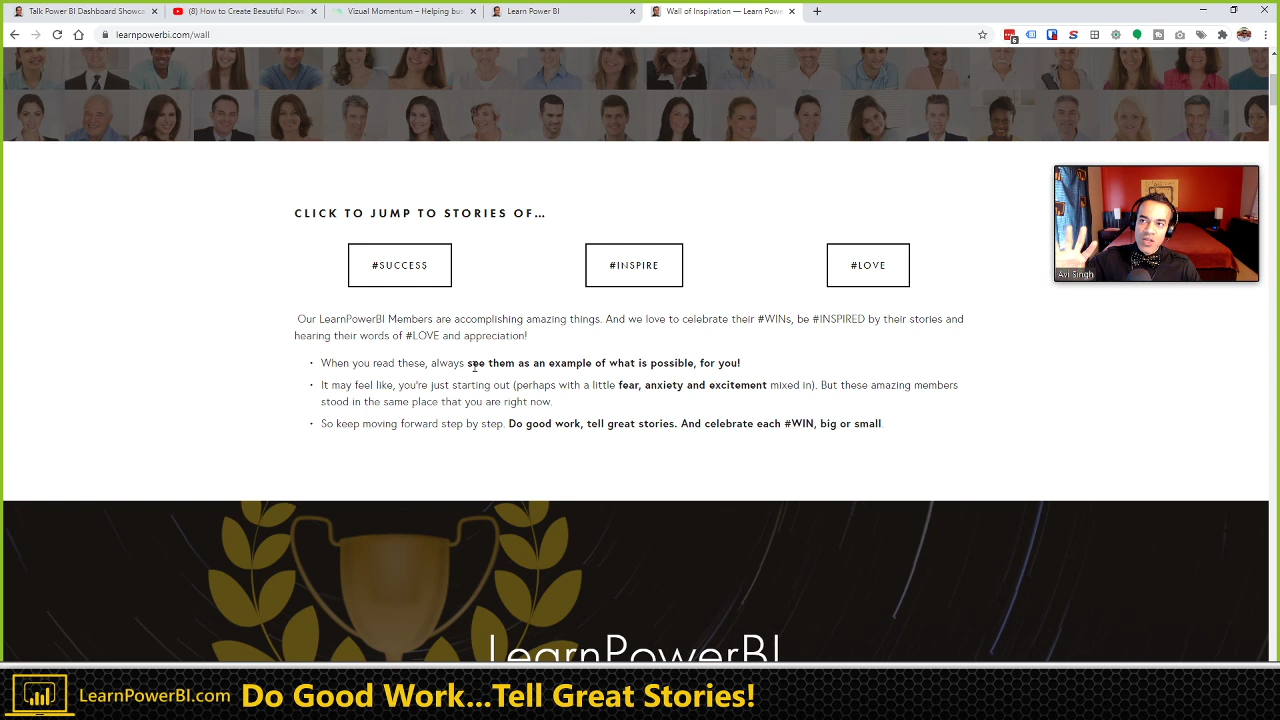 Talk Power BI Dashboard Showca
(8) How to Create Beautiful Powe
Vizual Momentum – Helping bus
Learn Power BI
Wall of Inspiration — Learn Pow
learnpowerbi.com/wall
6
CLICK TO JUMP TO STORIES OF…
#SUCCESS
#INSPIRE
#LOVE
Avi Singh
Our LearnPowerBI Members are accomplishing amazing things. And we love to celebrate their #WINs, be #INSPIRED by their stories and
hearing their words of #LOVE and appreciation!
• When you read these, always see them as an example of what is possible, for you!
• It may feel like, you're just starting out (perhaps with a little fear, anxiety and excitement mixed in). But these amazing members
stood in the same place that you are right now.
• So keep moving forward step by step. Do good work, tell great stories. And celebrate each #WIN, big or small.
LearnPowerBI
LearnPowerBI.com
Do Good Work...Tell Great Stories!